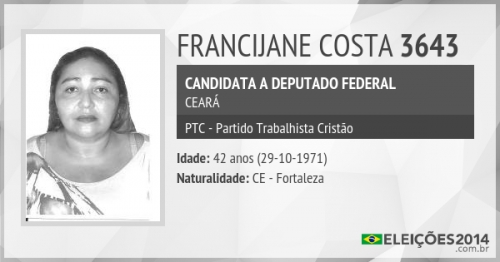 FRANCIJANE COSTA 3643
CANDIDATA A DEPUTADO FEDERAL
CEARÁ
PTC - Partido Trabalhista Cristão
Idade: 42 anos (29-10-1971)
Naturalidade: CE - Fortaleza
ELEIÇÕES2014
.com.br